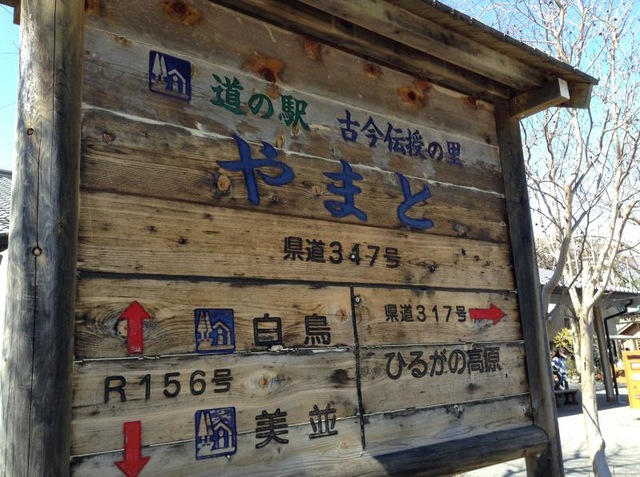 道の駅 古今伝授の里
やまと
県道317号
白鳥
R156号
美並
県道317号
ひるがの高原